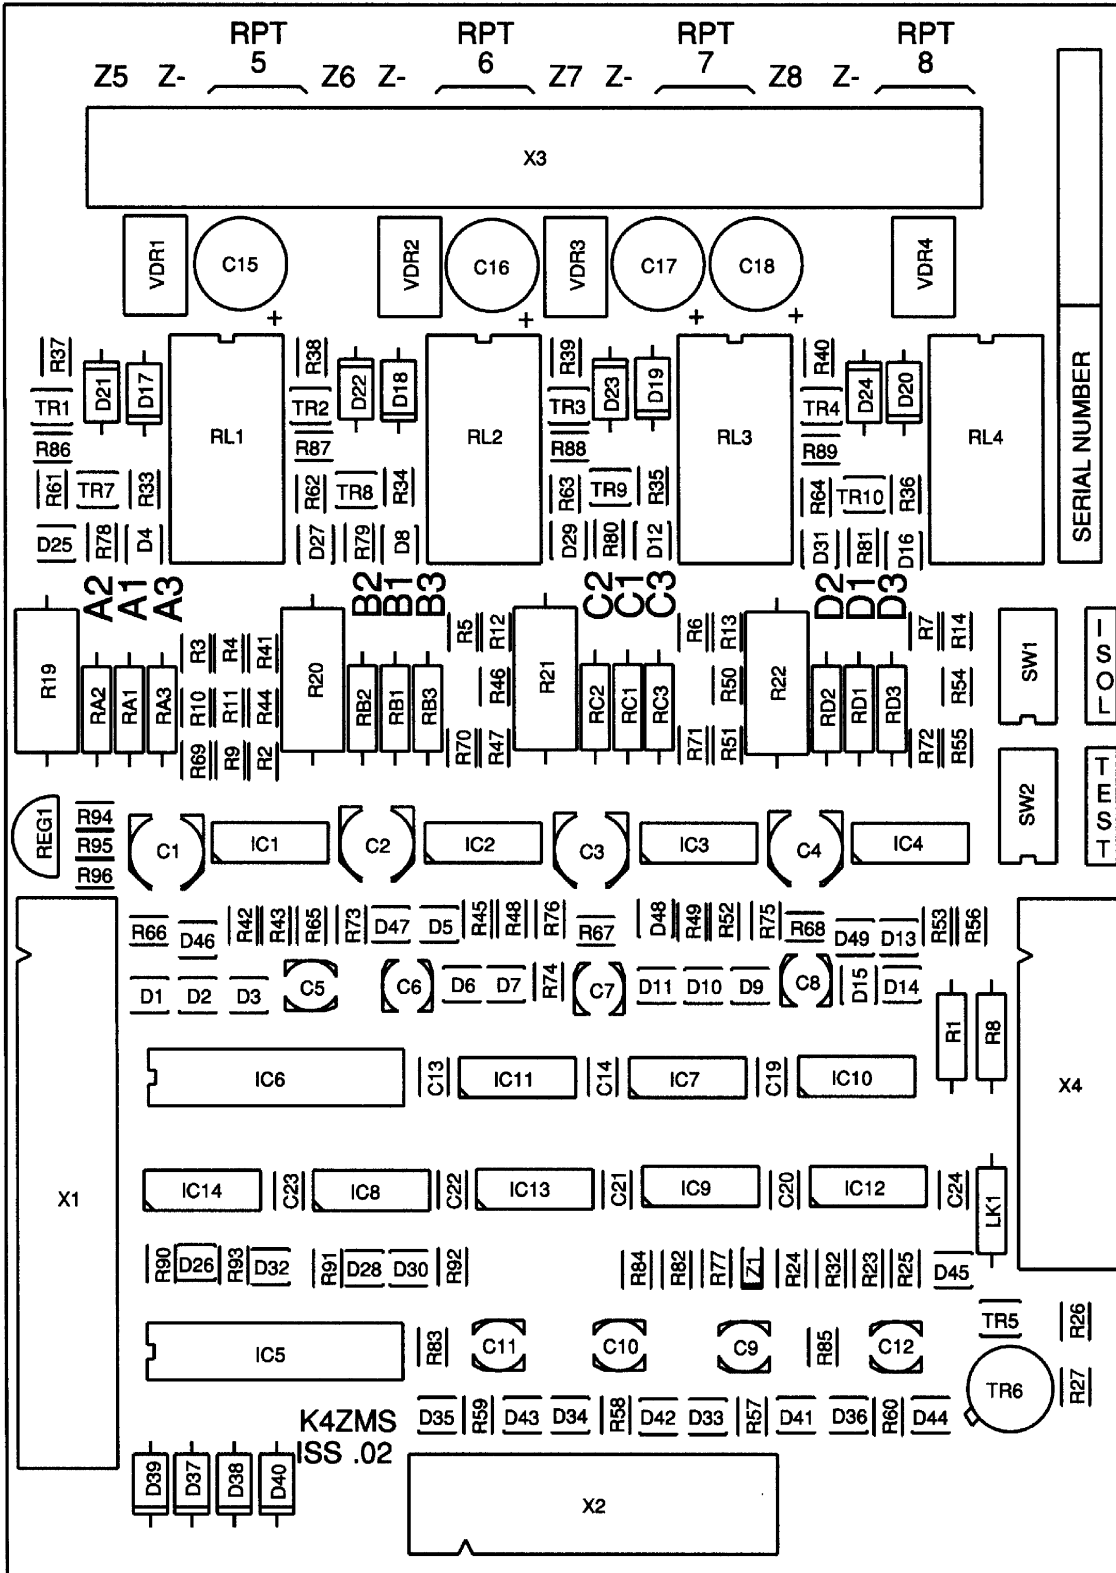 RPT RPT RPT RPT
Z5 Z- 5 Z6 Z- 6 Z7 Z- 7 Z8 Z- 8
X3
VDR1 C15 VDR2 C16 VDR3 C17 C18 VDR4
+ + + +
R37 R38 R39 R40
D21 D17 D22 D18 D23 D19 D24 D20
TR1 TR2 TR3 TR4
RL1 RL2 RL3 RL4
R86 R87 R88 R89
R61 TR7 R33 R62 TR8 R34 R63 TR9 R35 R64 TR10 R36
D25 R78 D4 D27 R79 D8 D29 R80 D12 D31 R81 D16
SERIAL NUMBER
A2 A1 A3 B2 B1 B3 C2 C1 C3 D2 D1 D3
R3 R4 R41 R5 R12 R6 R13 R7 R14
R19 R20 R21 R22
RA2 RA1 RA3 RB2 RB1 RB3 RC2 RC1 RC3 RD2 RD1 RD3
R10 R11 R44 R46 R50 R54
SW1 ISOL
R69 R9 R2 R70 R47 R71 R51 R72 R55
SW2 TEST
REG1 R94
R95
R96
C1 IC1 C2 IC2 C3 IC3 C4 IC4
R66 D46 R42 R43 R65 R73 D47 D5 R45 R48 R76 R67 D48 R49 R52 R75 R68 D49 D13 R53 R56
D1 D2 D3 C5 C6 D6 D7 R74 C7 D11 D10 D9 C8 D15 D14
R1 R8
IC6 C13 IC11 C14 IC7 C19 IC10
X4
X1
IC14 C23 IC8 C22 IC13 C21 IC9 C20 IC12 C24 LK1
R90 D26 R93 D32 R91 D28 D30 R92 R84 R82 R77 Z1 R24 R32 R23 R25 D45
TR5 R26
IC5 R83 C11 C10 C9 R85 C12
TR6 R27
D35 R59 D43 D34 R58 D42 D33 R57 D41 D36 R60 D44
K4ZMS
ISS .02
D39 D37 D38 D40
X2